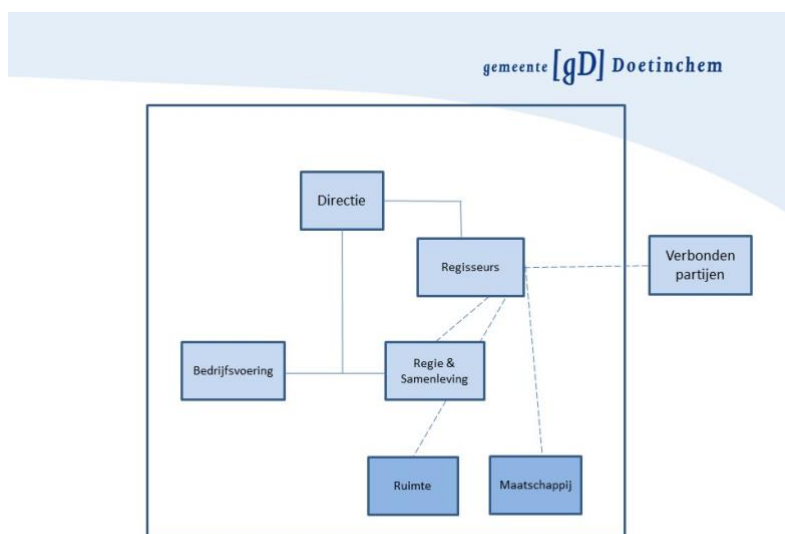 gemeente [gD] Doetinchem
Directie
Regisseurs
Verbonden
partijen
Bedrijfsvoering
Regie &
Samenleving
Ruimte
Maatschappij